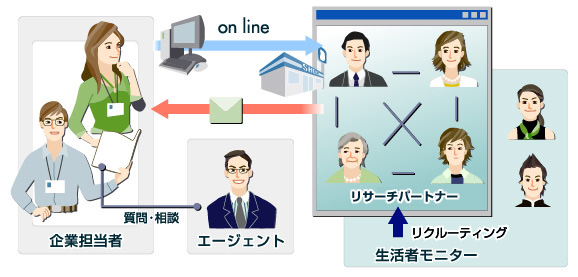 on line
質問・相談
企業担当者
エージェント
リサーチパートナー
リクルーティング
生活者モニター